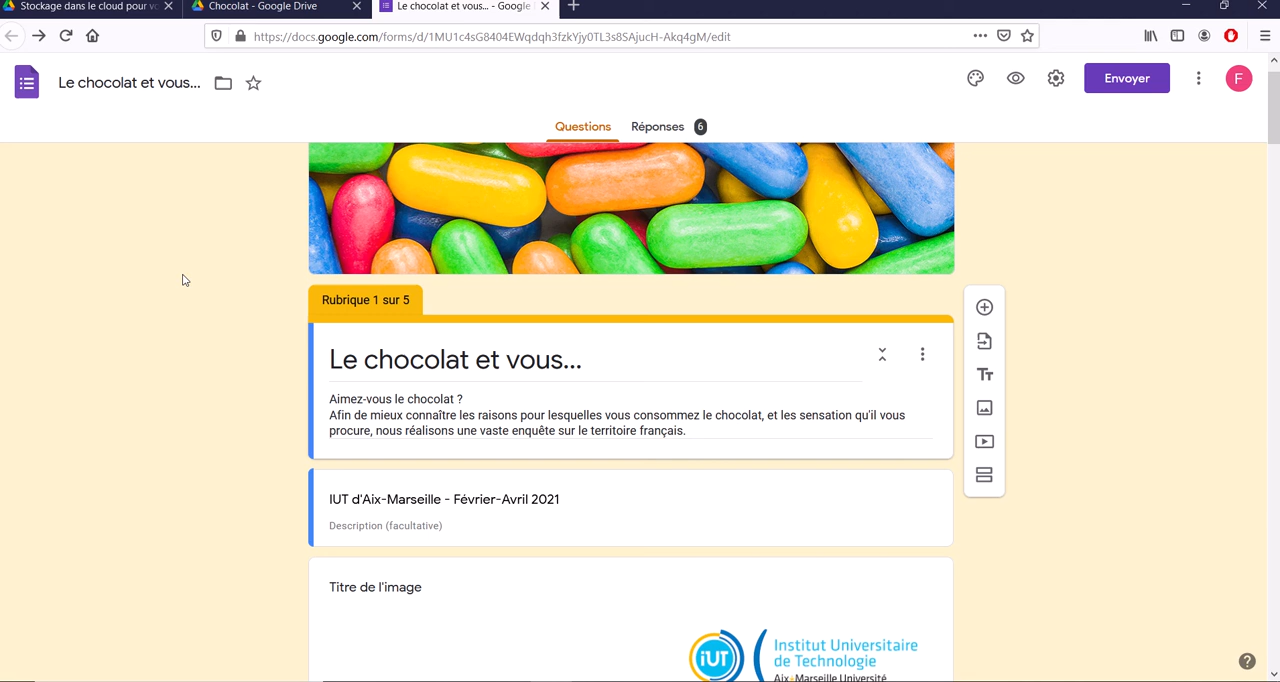 Stockage dans le cloud pour vo
Chocolat - Google Drive
Le chocolat et vous... - Google
https://docs.google.com/forms/d/1MU1c4sG8404EWqdqh3fzkYjy0TL3s8SAjucH-Akq4gM/edit
Le chocolat et vous...
Envoyer
F
Questions
Réponses
6
Rubrique 1 sur 5
Le chocolat et vous...
Aimez-vous le chocolat ?
Afin de mieux connaître les raisons pour lesquelles vous consommez le chocolat, et les sensation qu'il vous
procure, nous réalisons une vaste enquête sur le territoire français.
Tт
IUT d'Aix-Marseille - Février-Avril 2021
Description (facultative)
Titre de l'image
iUT
Institut Universitaire
de Technologie
Aix*Marseille Université